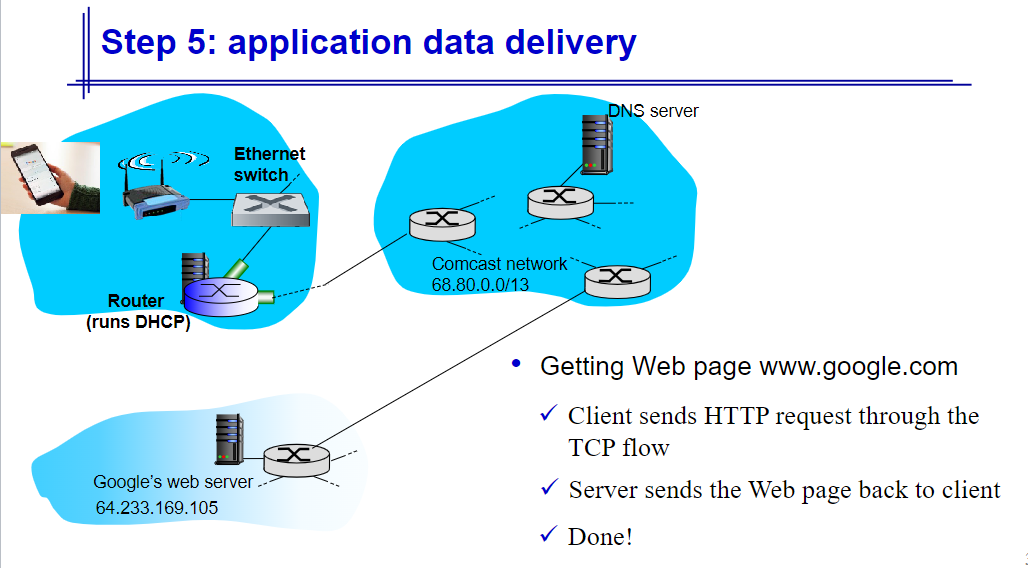 Step 5: application data delivery
DNS server
Ethernet
switch
Comcast network
68.80.0.0/13
Router
(runs DHCP)
• Getting Web page www.google.com
✓ Client sends HTTP request through the
TCP flow
✓ Server sends the Web page back to client
✓ Done!
Google's web server
64.233.169.105